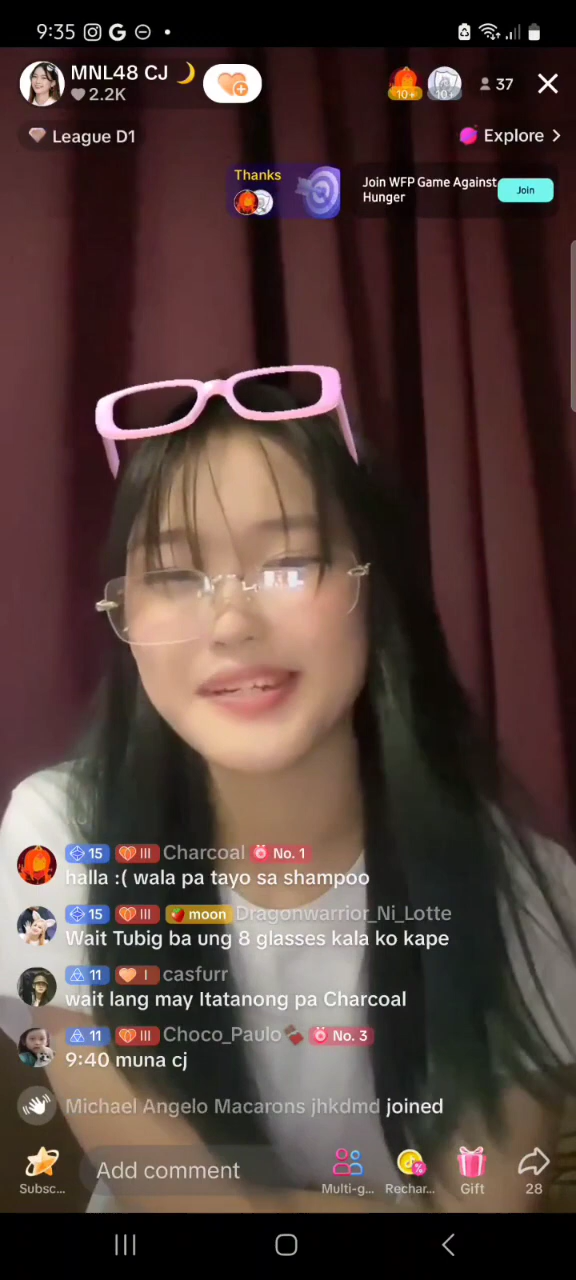 9:35
MNL48 CJ 🌙
2.2K
10+
10+
37
League D1
Explore >
Thanks
Join WFP Game Against
Hunger
Join
15 III Charcoal No. 1
halla :( wala pa tayo sa shampoo
15 III moon Dragonwarrior_Ni_Lotte
Wait Tubig ba ung 8 glasses kala ko kape
11 I casfurr
wait lang may Itatanong pa Charcoal
11 III Choco_Paulo🍫 No. 3
9:40 muna cj
Michael Angelo Macarons jhkdmd joined
Add comment
Subsc...
Multi-g...
Rechar...
Gift
28